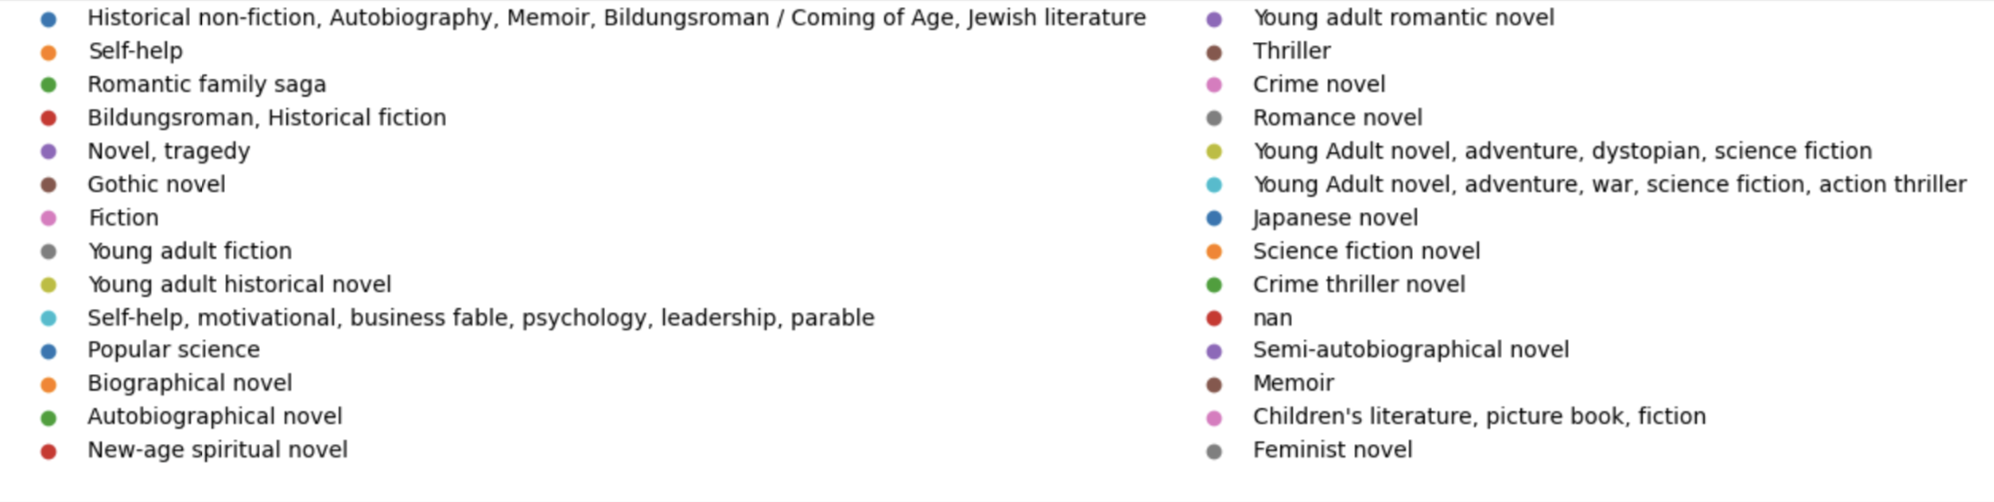 Historical non-fiction, Autobiography, Memoir, Bildungsroman / Coming of Age, Jewish literature
Self-help
Romantic family saga
Bildungsroman, Historical fiction
Novel, tragedy
Gothic novel
Fiction
Young adult fiction
Young adult historical novel
Self-help, motivational, business fable, psychology, leadership, parable
Popular science
Biographical novel
Autobiographical novel
New-age spiritual novel
Young adult romantic novel
Thriller
Crime novel
Romance novel
Young Adult novel, adventure, dystopian, science fiction
Young Adult novel, adventure, war, science fiction, action thriller
Japanese novel
Science fiction novel
Crime thriller novel
nan
Semi-autobiographical novel
Memoir
Children's literature, picture book, fiction
Feminist novel